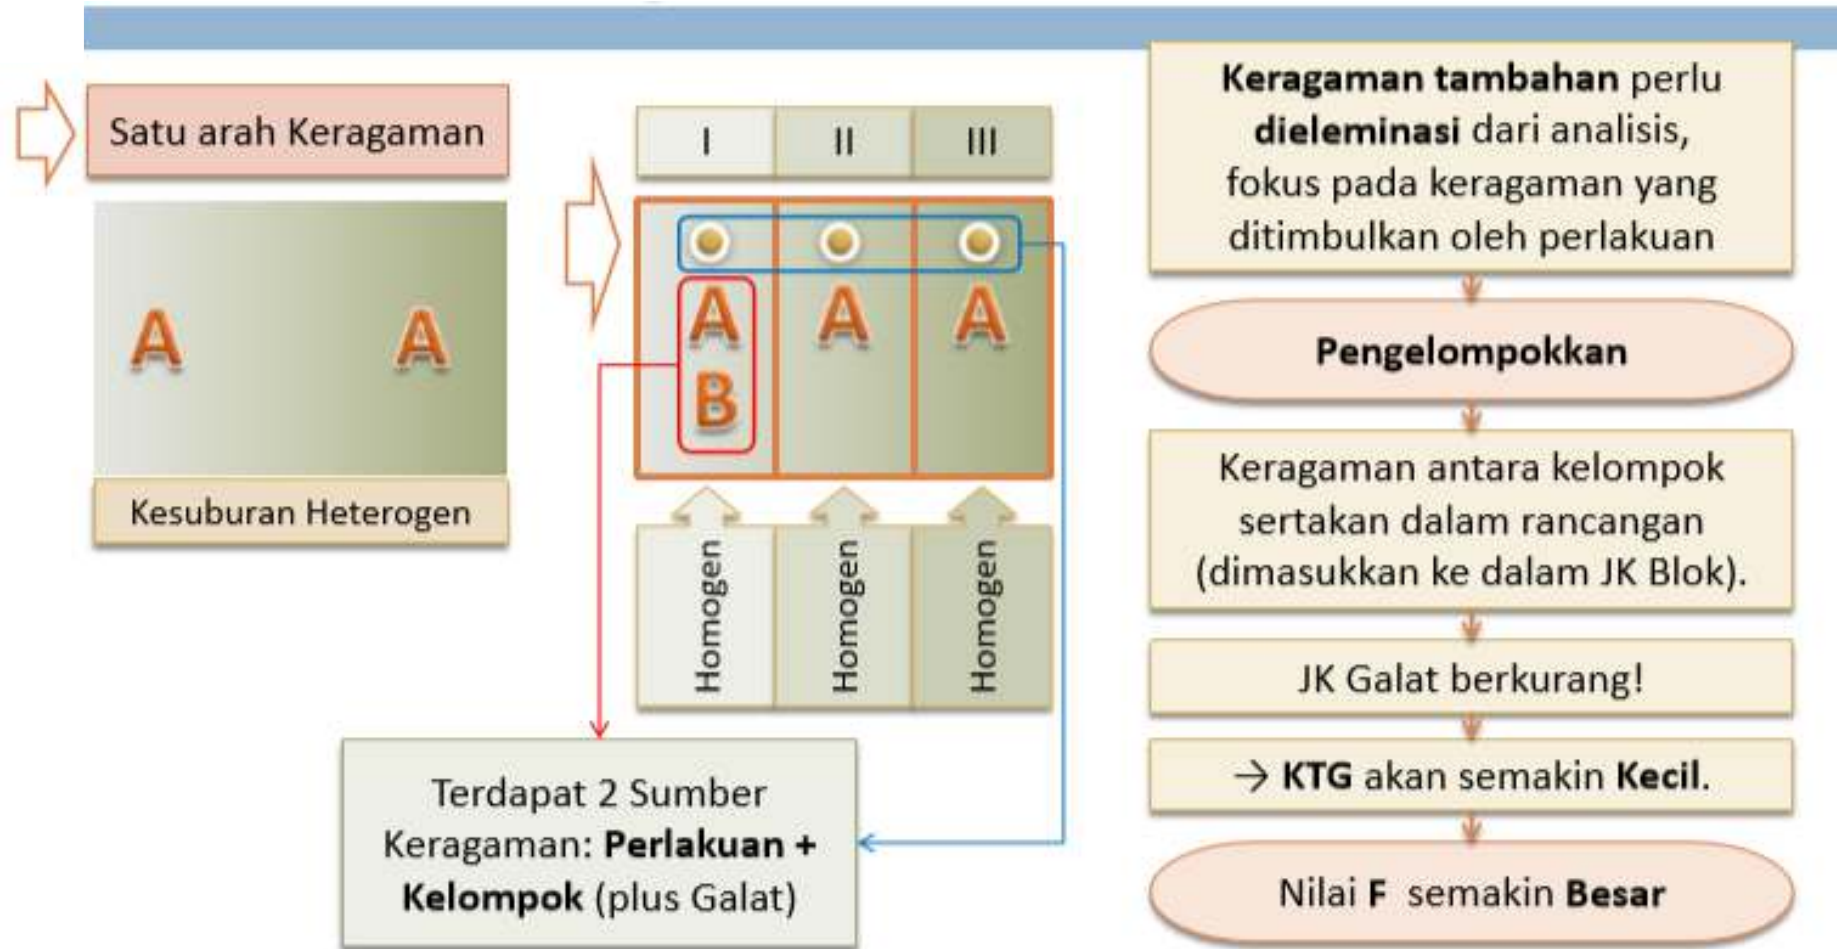 Satu arah Keragaman
A A
Kesuburan Heterogen
I II III
A A A
B
Homogen
Homogen
Homogen
Terdapat 2 Sumber
Keragaman: Perlakuan +
Kelompok (plus Galat)
Keragaman tambahan perlu
dieleminasi dari analisis,
fokus pada keragaman yang
ditimbulkan oleh perlakuan
Pengelompokkan
Keragaman antara kelompok
sertakan dalam rancangan
(dimasukkan ke dalam JK Blok).
JK Galat berkurang!
→ KTG akan semakin Kecil.
Nilai F semakin Besar